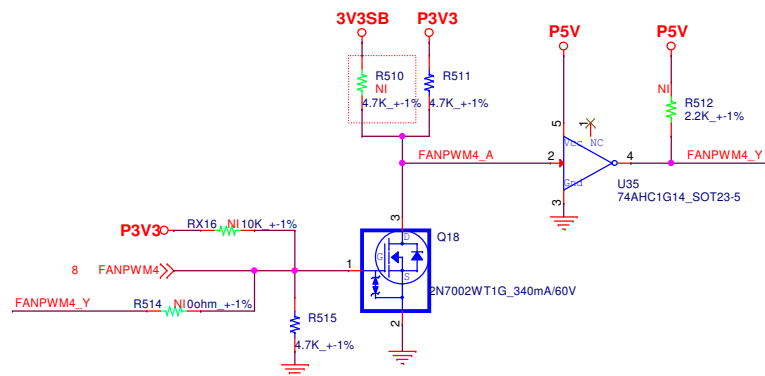 3V3SB
P3V3
P5V
P5V
R510
NI
4.7K_+-1%
R511
4.7K_+-1%
NI
R512
2.2K_+-1%
5
1
Vcc
NC
FANPWM4_A
2
4
FANPWM4_Y
Gnd
3
U35
74AHC1G14_SOT23-5
3
Q18
D
G
S
1
2N7002WT1G_340mA/60V
2
P3V3
RX16
NI
10K_+-1%
8
FANPWM4
FANPWM4_Y
R514
NI
0ohm_+-1%
R515
4.7K_+-1%